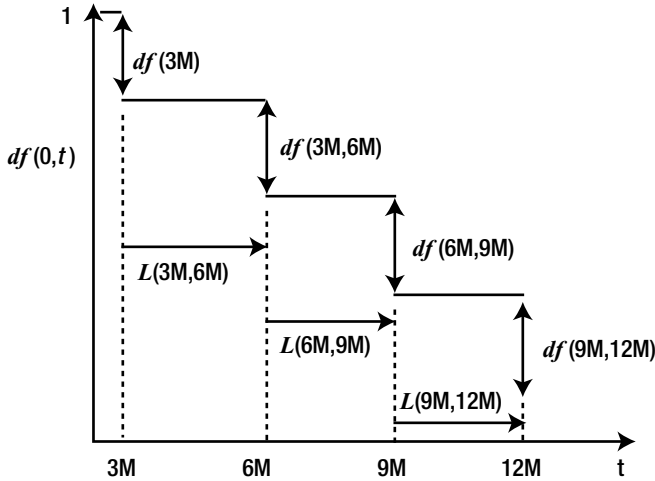 1
df(3M)
df(0,t)
df(3M,6M)
df(6M,9M)
L(3M,6M)
L(6M,9M)
df(9M,12M)
L(9M,12M)
3M 6M 9M 12M t